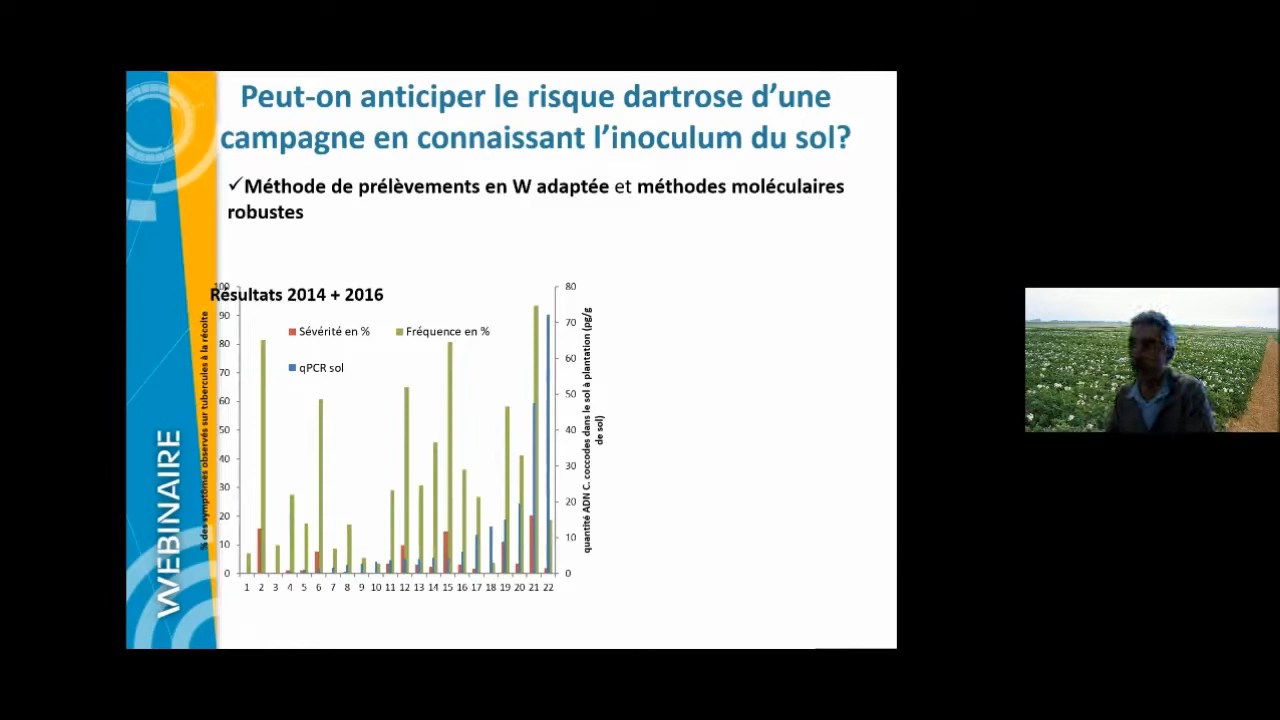 Peut-on anticiper le risque dartrose d'une
campagne en connaissant l'inoculum du sol?
✓Méthode de prélèvements en W adaptée et méthodes moléculaires
robustes
Résultats 2014 + 2016
Sévérité en %
Fréquence en %
qPCR sol
% des symptômes observés sur tubercules à la récolte
100
90
80
70
60
50
40
30
20
10
0
80
70
60
50
40
30
20
10
0
quantité ADN C. coccodes dans le sol à plantation (pg/g
de sol)
1 2 3 4 5 6 7 8 9 10 11 12 13 14 15 16 17 18 19 20 21 22
WEBINAIRE